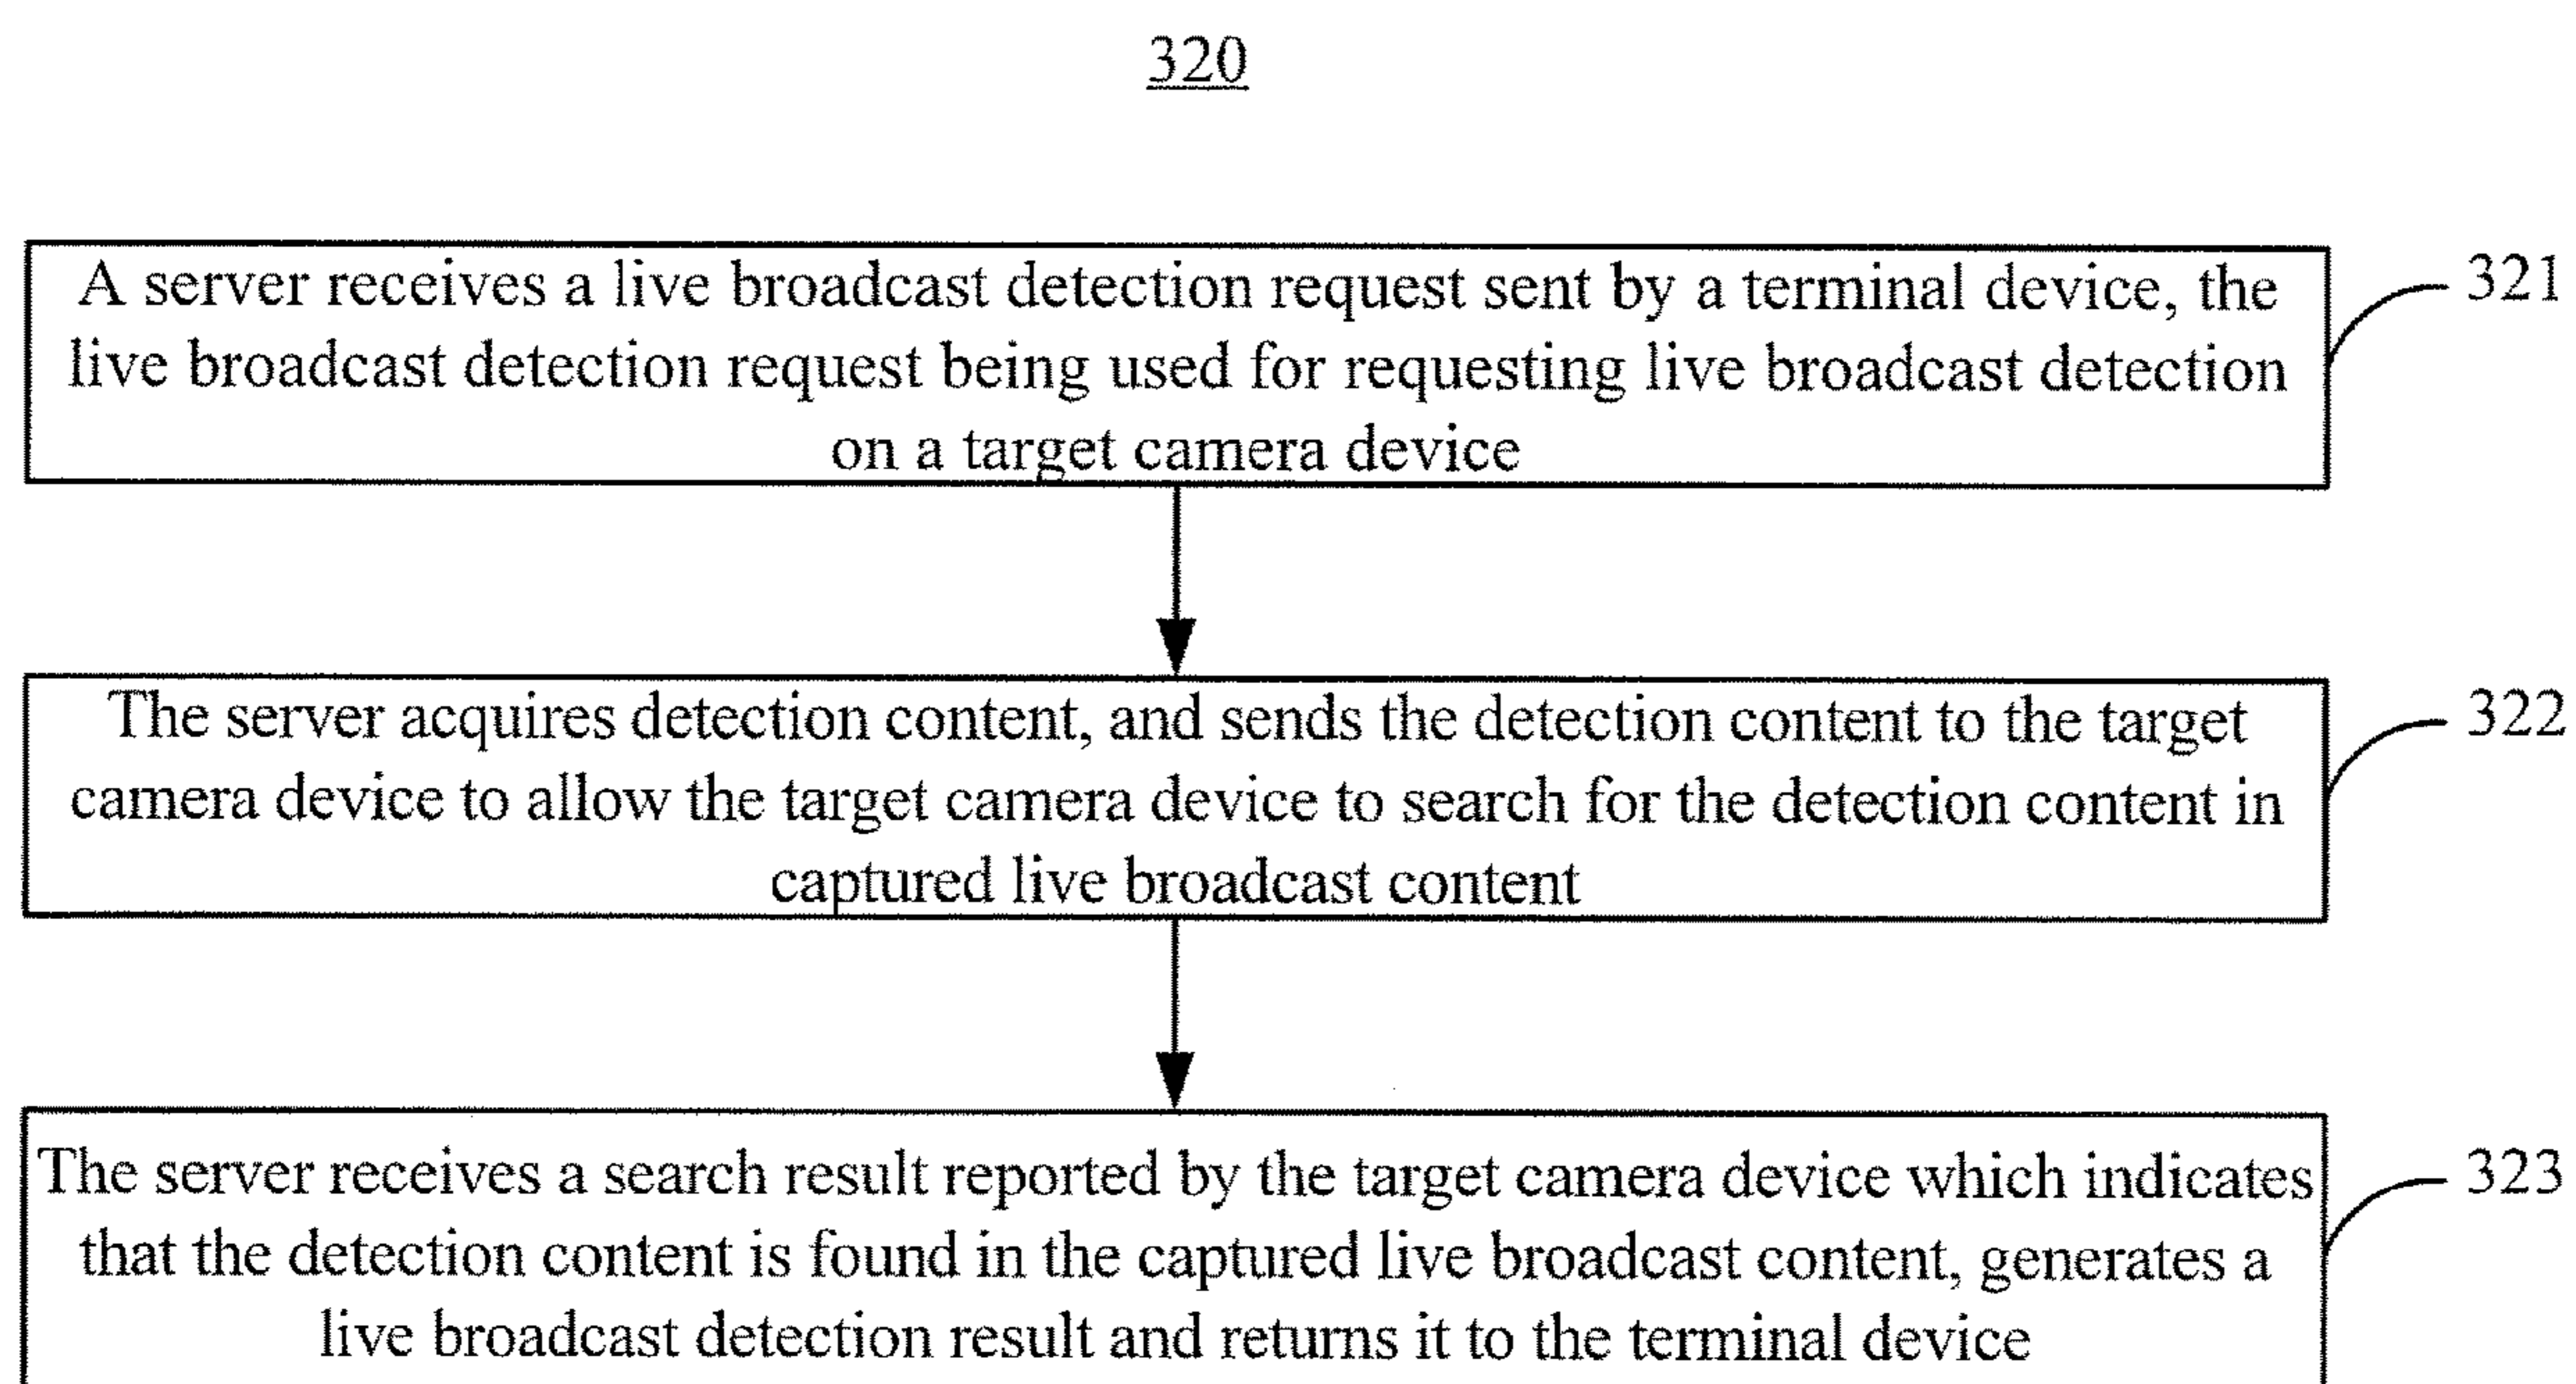 320
A server receives a live broadcast detection request sent by a terminal device, the
live broadcast detection request being used for requesting live broadcast detection
on a target camera device
321
The server acquires detection content, and sends the detection content to the target
camera device to allow the target camera device to search for the detection content in
captured live broadcast content
322
The server receives a search result reported by the target camera device which indicates
that the detection content is found in the captured live broadcast content, generates a
live broadcast detection result and returns it to the terminal device
323